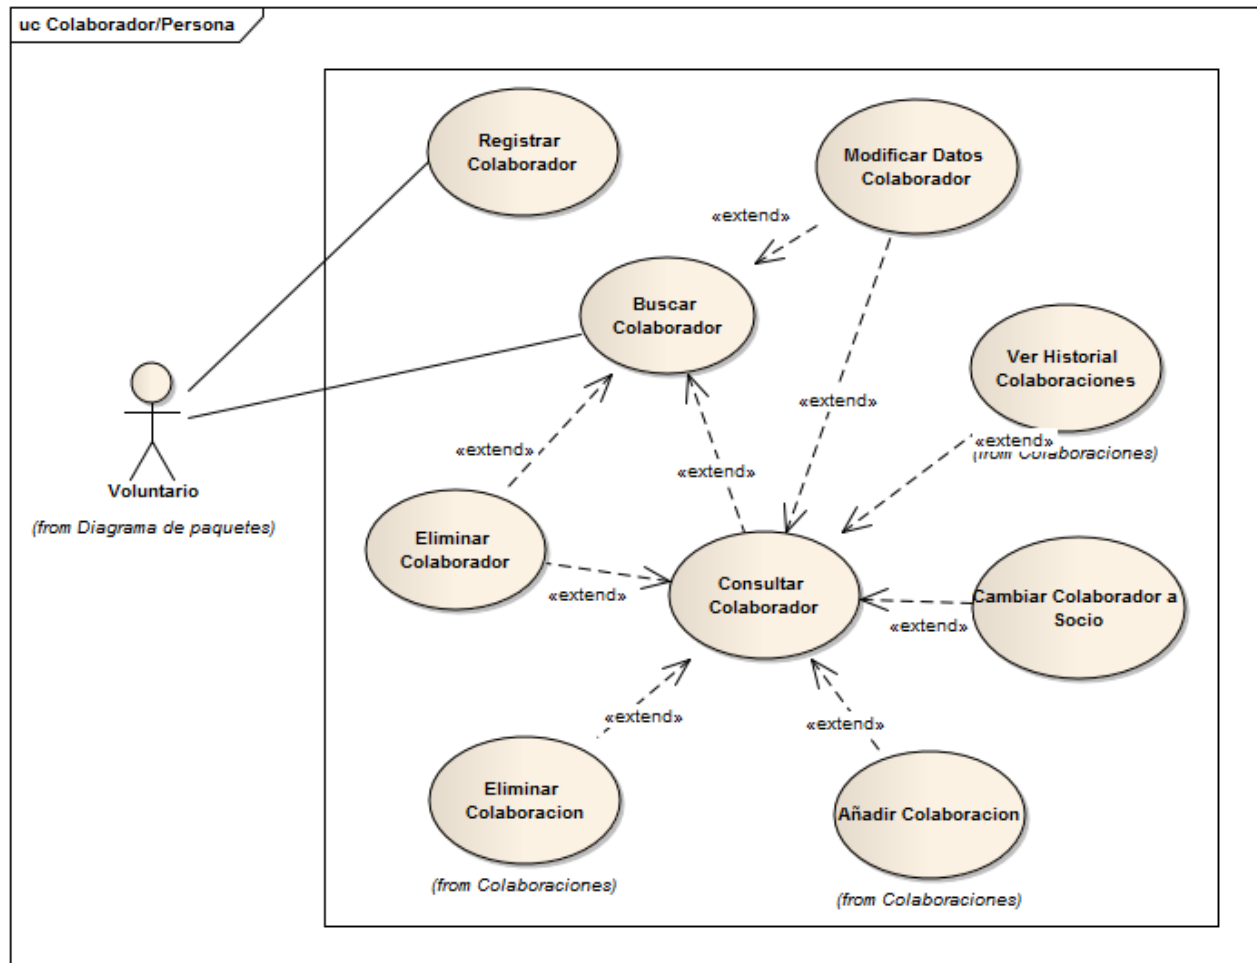 uc Colaborador/Persona
Registrar
Colaborador
Modificar Datos
Colaborador
«extend»
Buscar
Colaborador
Ver Historial
Colaboraciones
«extend»
«extend»
(from Colaboraciones)
«extend»
«extend»
Voluntario
(from Diagrama de paquetes)
Eliminar
Colaborador
Consultar
Colaborador
«extend»
Cambiar Colaborador a
Socio
«extend»
«extend»
«extend»
Eliminar
Colaboracion
Añadir Colaboracion
(from Colaboraciones)
(from Colaboraciones)